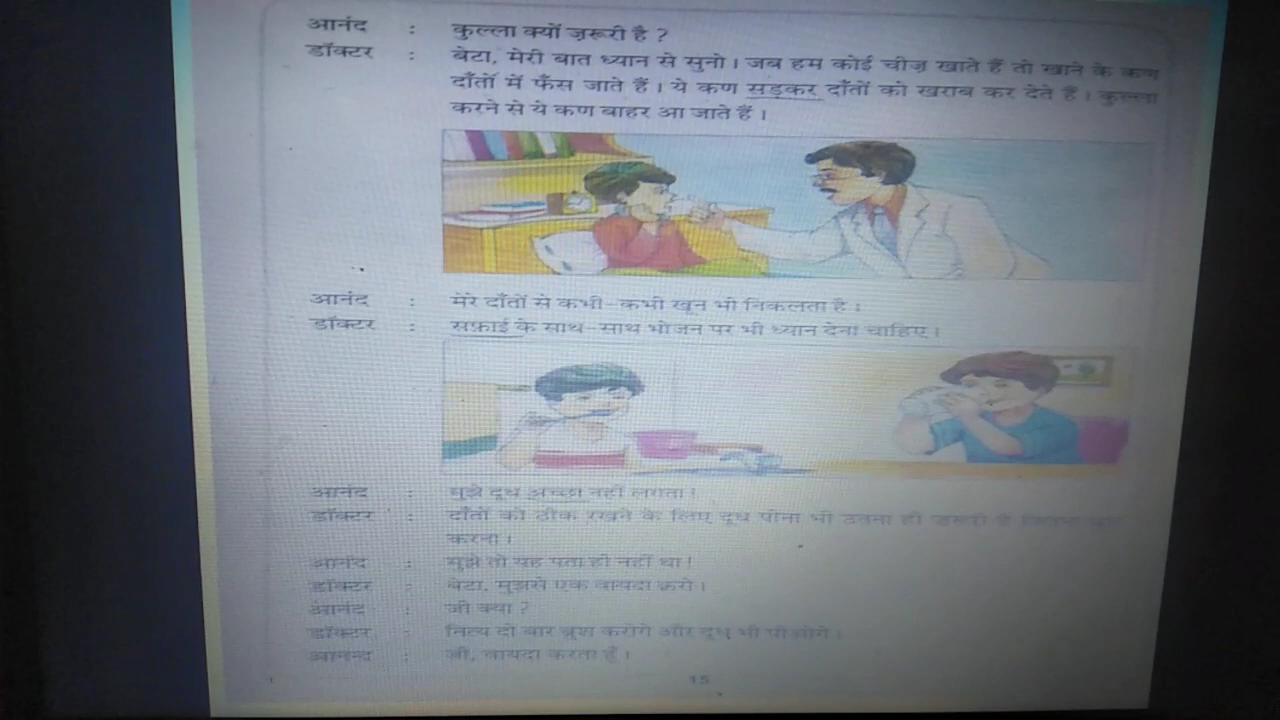 आनंद : कुल्ला क्यों ज़रूरी है ?
डॉक्टर : बेटा, मेरी बात ध्यान से सुनो। जब हम कोई चीज़ खाते हैं तो खाने के कण
दाँतों में फँस जाते हैं। ये कण सड़कर दाँतों को खराब कर देते हैं। कुल्ला
करने से ये कण बाहर आ जाते हैं।
आनंद : मेरे दाँतों से कभी-कभी खून भी निकलता है।
डॉक्टर : सफ़ाई के साथ-साथ भोजन पर भी ध्यान देना चाहिए।
आनंद : मुझे दूध अच्छा नहीं लगता!
डॉक्टर : दाँतों को ठीक रखने के लिए दूध पीना भी उतना ही ज़रूरी है
करना।
आनंद : मुझे तो यह पता ही नहीं था!
डॉक्टर : बेटा, मुझसे एक वायदा करो।
आनंद : जी क्या ?
डॉक्टर : नित्य दो बार ब्रुश करोगे और दूध भी पीओगे।
आनन्द : जी, वायदा करता हूँ।
15